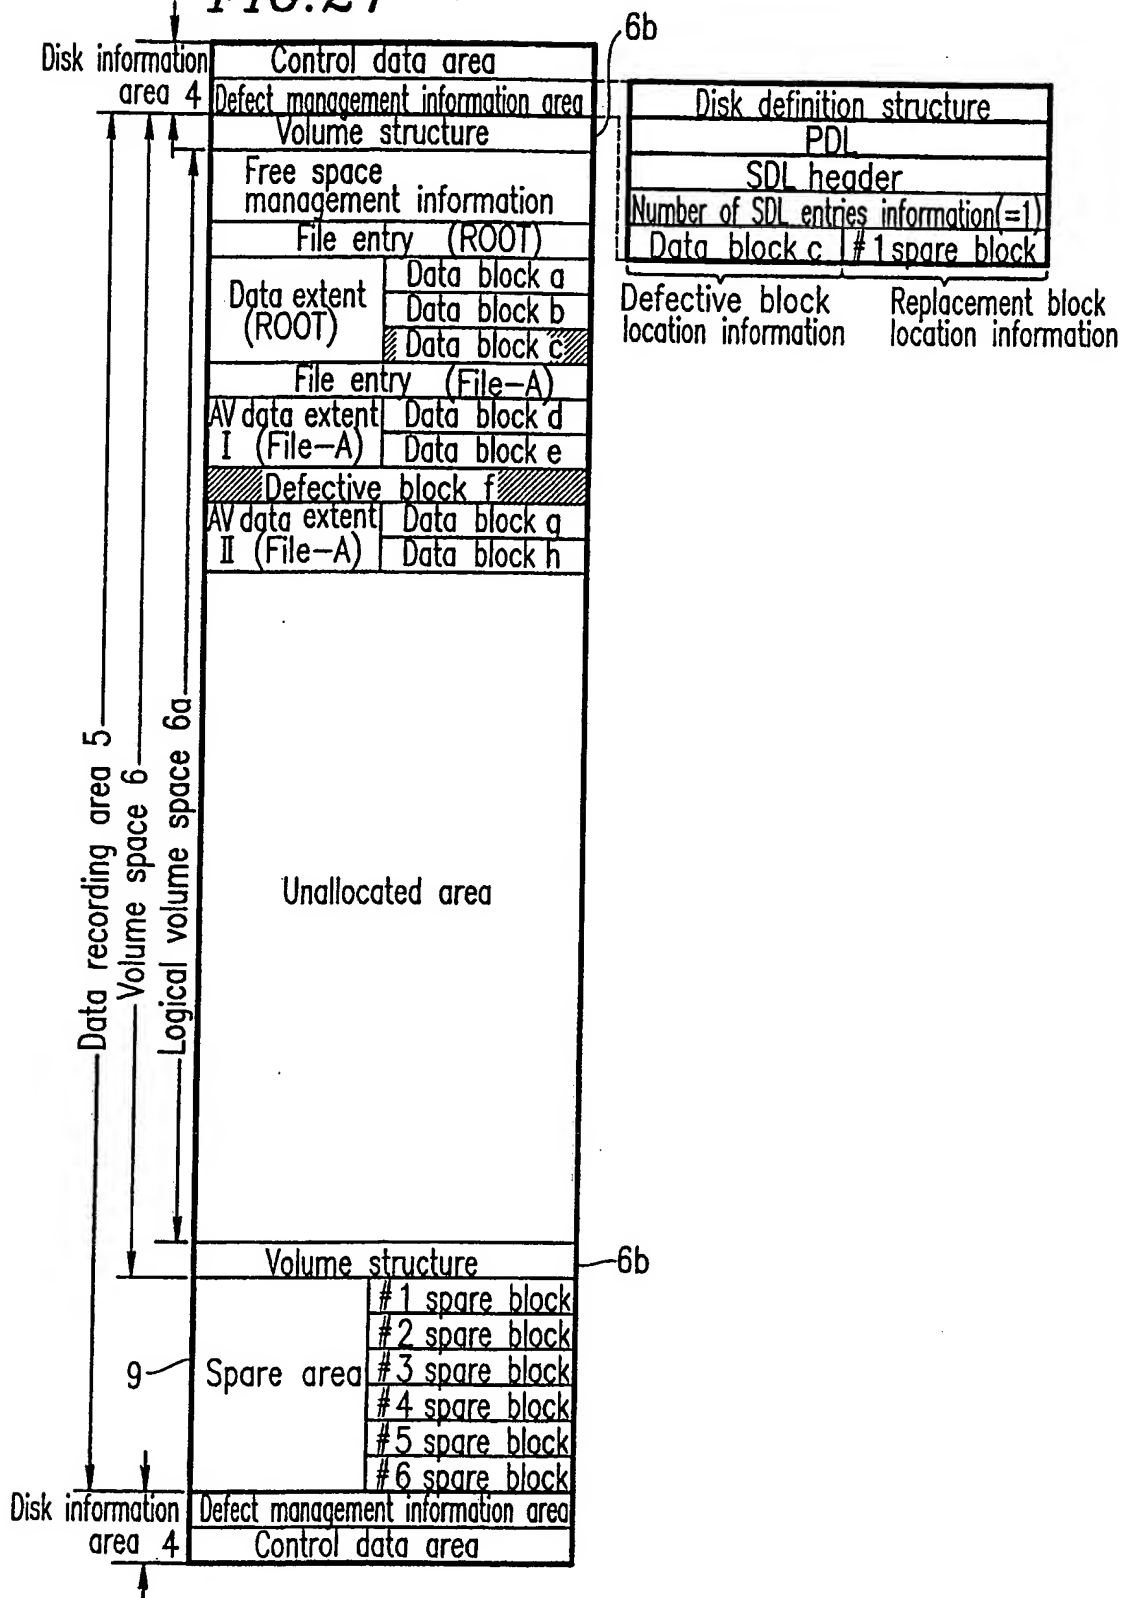 FIG.27
6b
Disk information
area 4
Control data area
Defect management information area
Volume structure
Free space
management information
File entry (ROOT)
Data extent
(ROOT)
Data block a
Data block b
Data block c
File entry (File-A)
AV data extent
I (File-A)
Data block d
Data block e
Defective block f
AV data extent
II (File-A)
Data block g
Data block h
Disk definition structure
PDL
SDL header
Number of SDL entries information(=1)
Data block c
#1 spare block
Defective block
location information
Replacement block
location information
Data recording area 5
Volume space 6
Logical volume space 6a
Unallocated area
Volume structure
6b
9
Spare area
#1 spare block
#2 spare block
#3 spare block
#4 spare block
#5 spare block
#6 spare block
Disk information
area 4
Defect management information area
Control data area